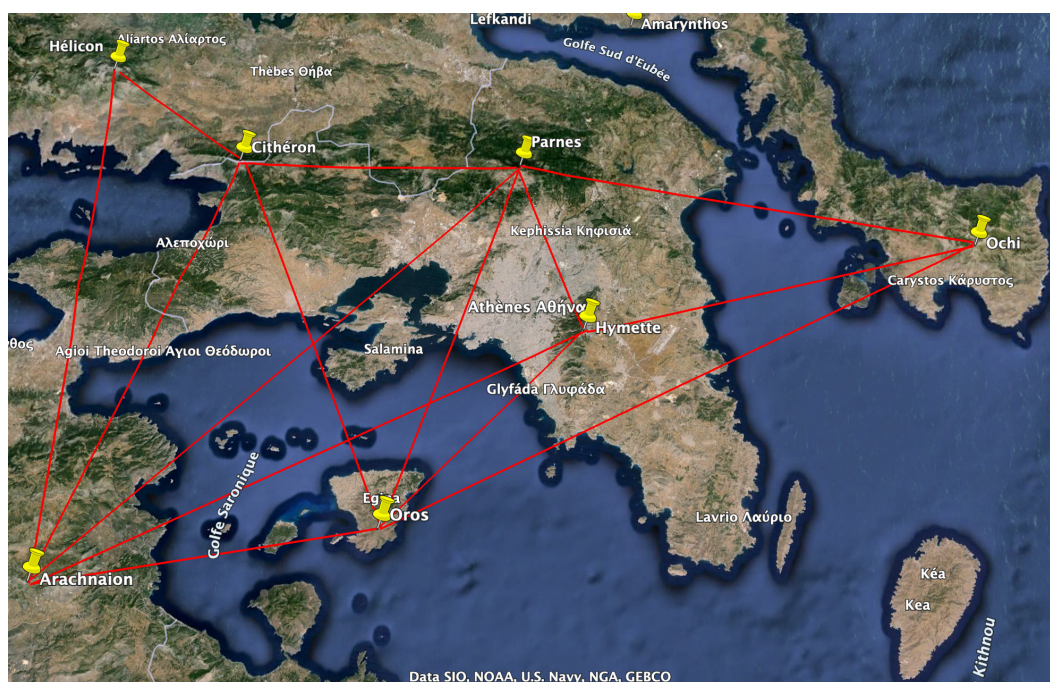 Lefkandi
Amarynthos
Hélicon
Aliartos Αλίαρτος
Golfe Sud d'Eubée
Thèbes Θήβα
Cithéron
Parnes
Kephissia Κηφισιά
Αλεποχώρι
Ochi
Carystos Κάρυστος
Athènes Αθήνα
Hymette
θος
Agioi Theodoroi Άγιοι Θεόδωροι
Salamina
Glyfáda Γλυφάδα
Golfe Saronique
Egina
Oros
Lavrio Λαύριο
Arachnaion
Kéa
Kea
Kithnou
Data SIO, NOAA, U.S. Navy, NGA, GEBCO